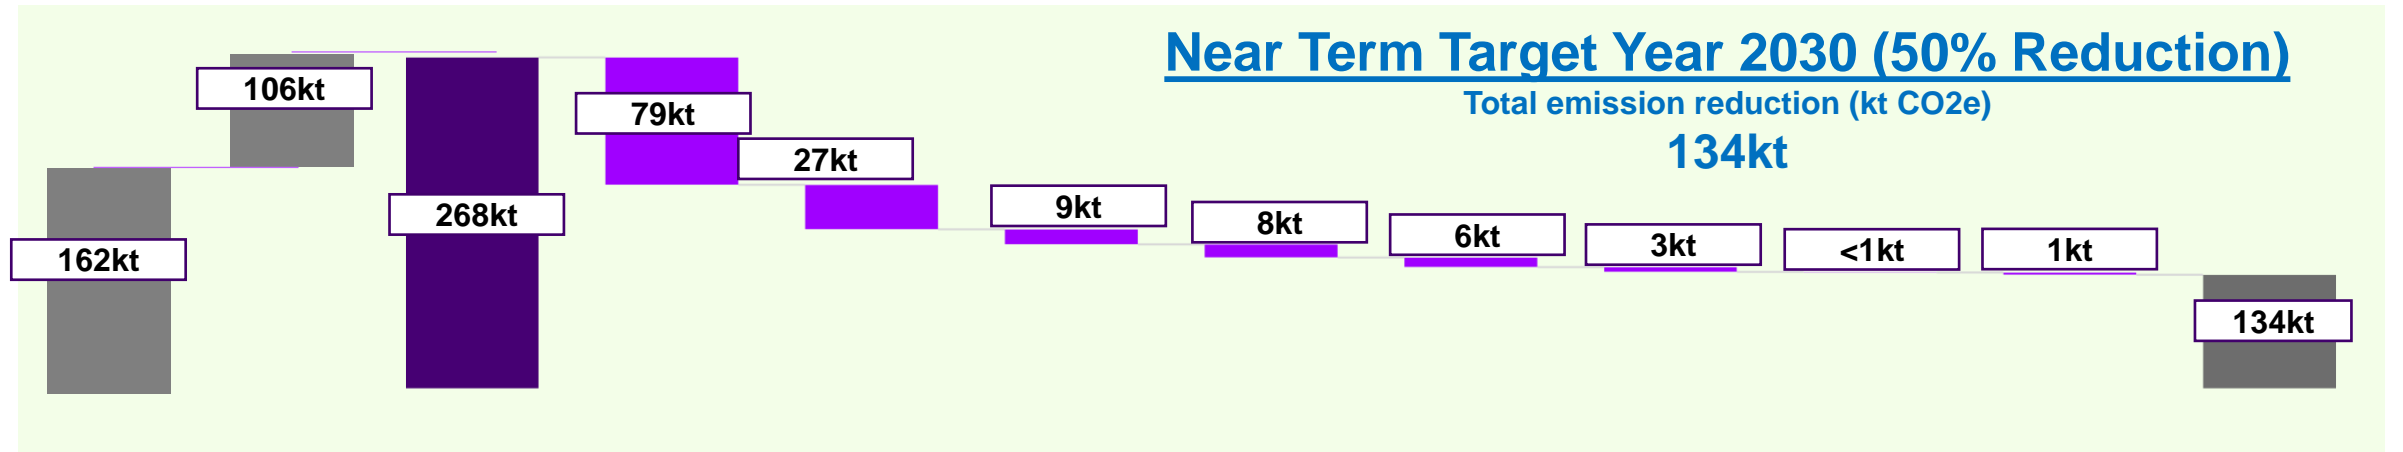 Near Term Target Year 2030 (50% Reduction)
Total emission reduction (kt CO2e)
134kt
106kt
79kt
27kt
162kt
268kt
9kt
8kt
6kt
3kt
<1kt
1kt
134kt